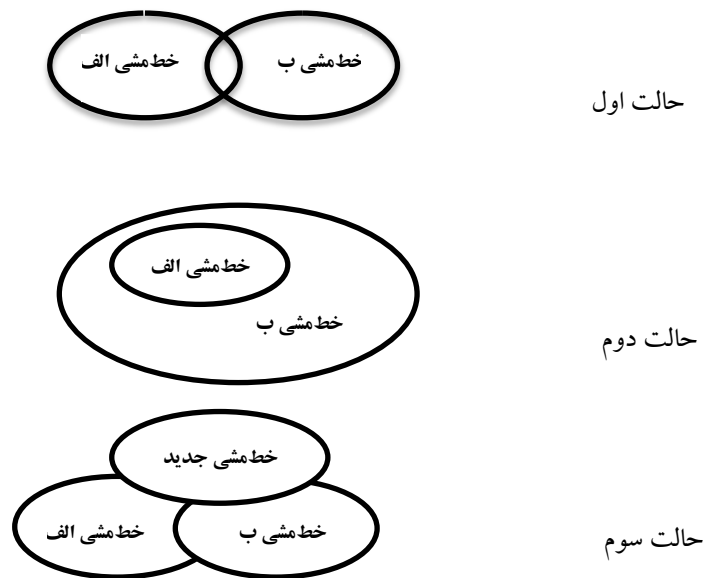 خط‌مشی الف
خط‌مشی ب
حالت اول
خط‌مشی الف
خط‌مشی ب
حالت دوم
خط‌مشی جدید
خط‌مشی الف
خط‌مشی ب
حالت سوم